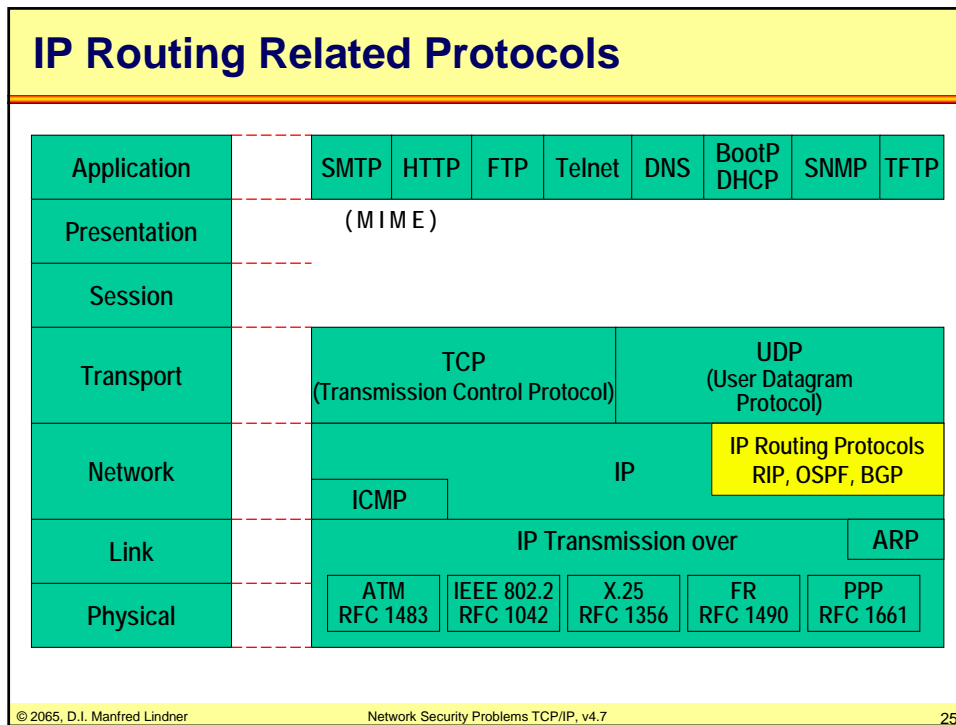 IP Routing Related Protocols
Application
SMTP
HTTP
FTP
Telnet
DNS
BootP
DHCP
SNMP
TFTP
Presentation
(MIME)
Session
Transport
TCP
(Transmission Control Protocol)
UDP
(User Datagram
Protocol)
Network
IP
IP Routing Protocols
RIP, OSPF, BGP
ICMP
Link
IP Transmission over
ARP
Physical
ATM
RFC 1483
IEEE 802.2
RFC 1042
X.25
RFC 1356
FR
RFC 1490
PPP
RFC 1661
© 2065, D.I. Manfred Lindner
Network Security Problems TCP/IP, v4.7
25